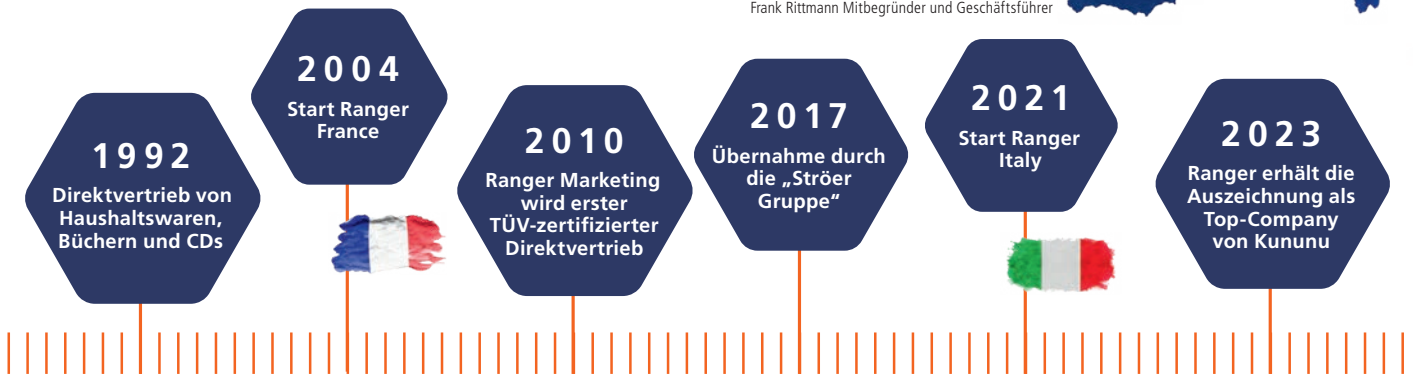 Frank Rittmann Mitbegründer und Geschäftsführer
1992
Direktvertrieb von
Haushaltswaren,
Büchern und CDs
2004
Start Ranger
France
2010
Ranger Marketing
wird erster
TÜV-zertifizierter
Direktvertrieb
2017
Übernahme durch
die „Ströer
Gruppe“
2021
Start Ranger
Italy
2023
Ranger erhält die
Auszeichnung als
Top-Company
von Kununu